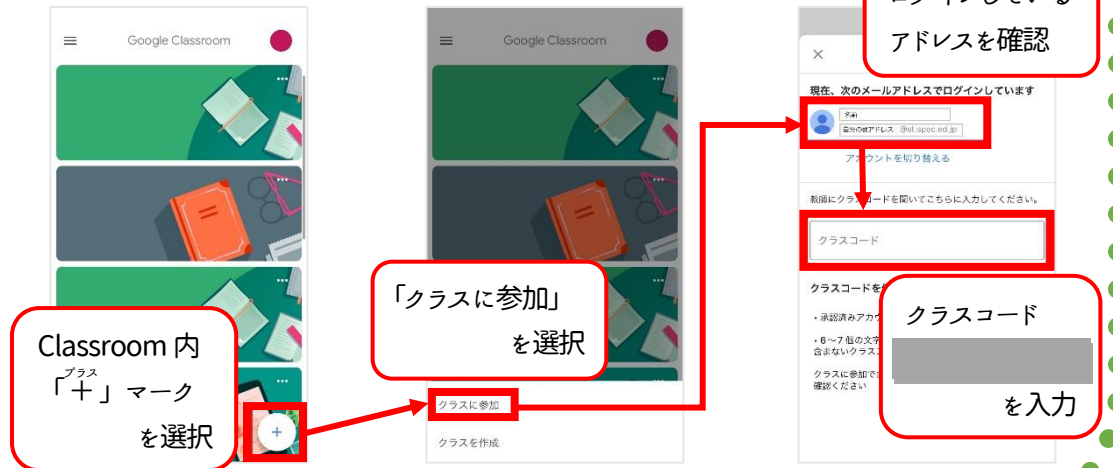 Google Classroom
Classroom 内
プラス
「＋」マーク
を選択
+
Google Classroom
「クラスに参加」
を選択
クラスに参加
クラスを作成
アドレスを確認
×
現在、次のメールアドレスでログインしています
名前
自分の@アドレス @st.spec.ed.jp
アカウントを切り替える
教師にクラスコードを聞いてこちらに入力してください。
クラスコード
クラスコードを
・承認済みアカウ
・6～7 個の文字
含まないクラスコ
クラスに参加でき
確認ください
クラスコード
を入力